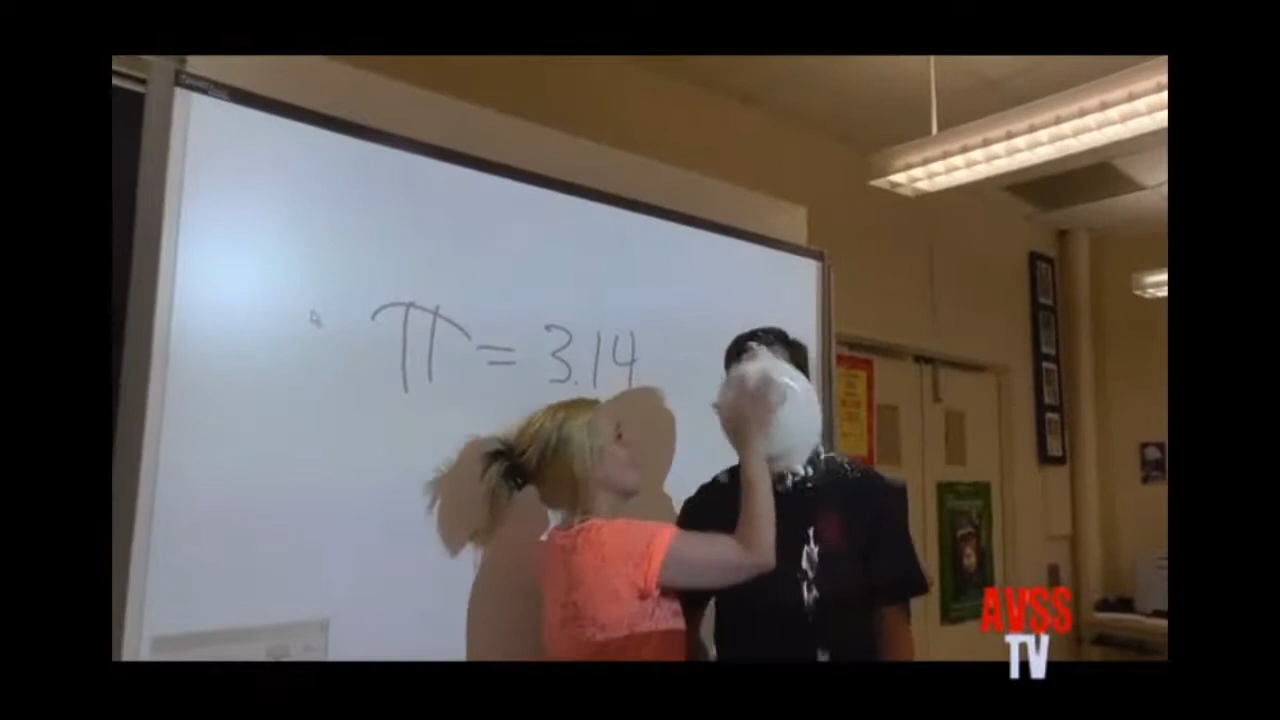 π = 3.14
AVSS
TV